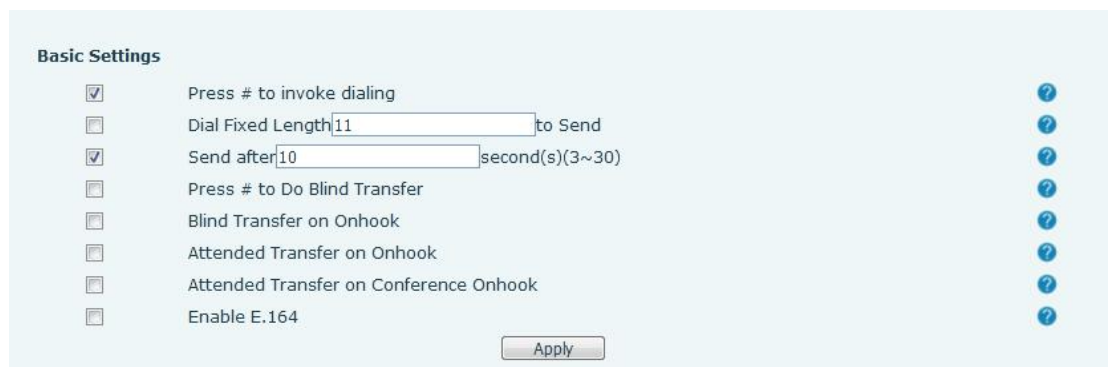 Basic Settings
Press # to invoke dialing
Dial Fixed Length 11 to Send
Send after 10 second(s)(3~30)
Press # to Do Blind Transfer
Blind Transfer on Onhook
Attended Transfer on Onhook
Attended Transfer on Conference Onhook
Enable E.164
Apply